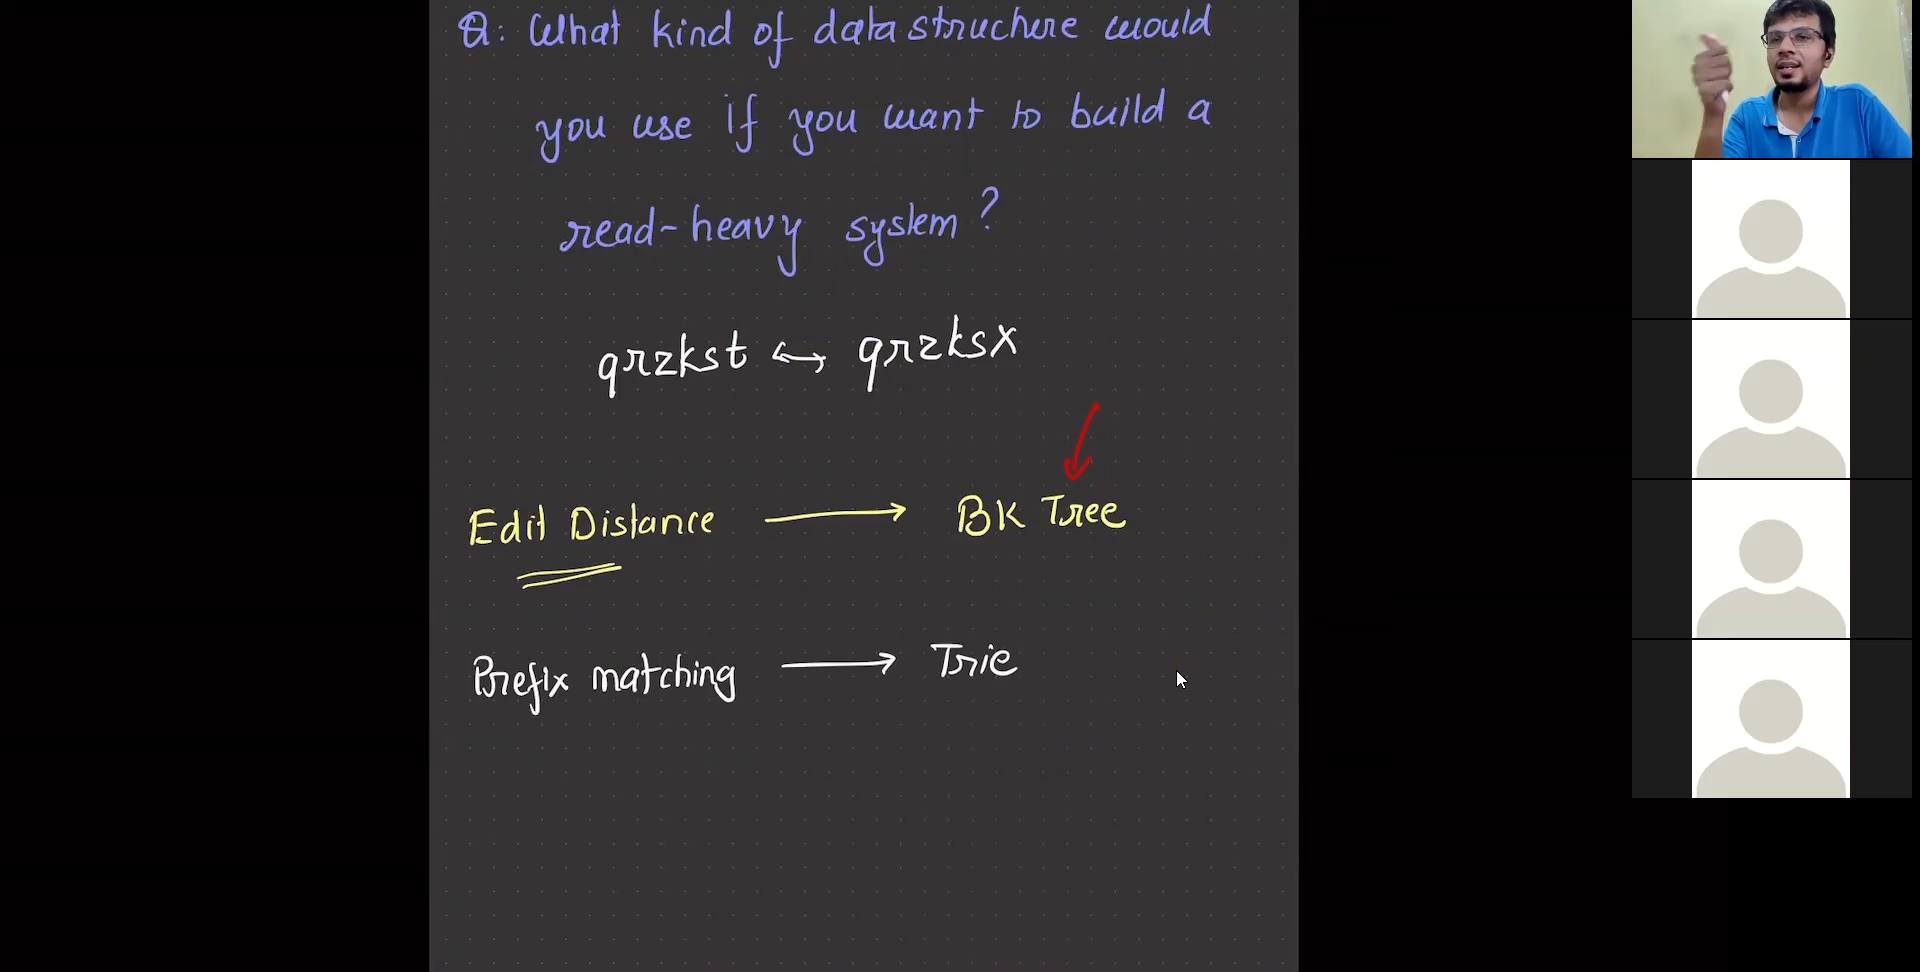 Q: What kind of data structure would
you use if you want to build a
read-heavy system?
qrzkst ↔ qrzksx
Edit Distance → BK Tree
Prefix matching → Trie